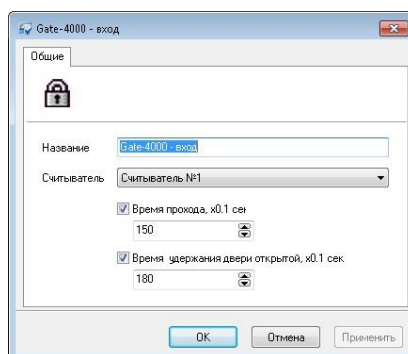 Gate-4000 - вход
Общие
Название Gate-4000 - вход
Считыватель Считыватель №1
Время прохода, x0.1 сек
150
Время удержания двери открытой, x0.1 сек
180
OK Отмена Применить